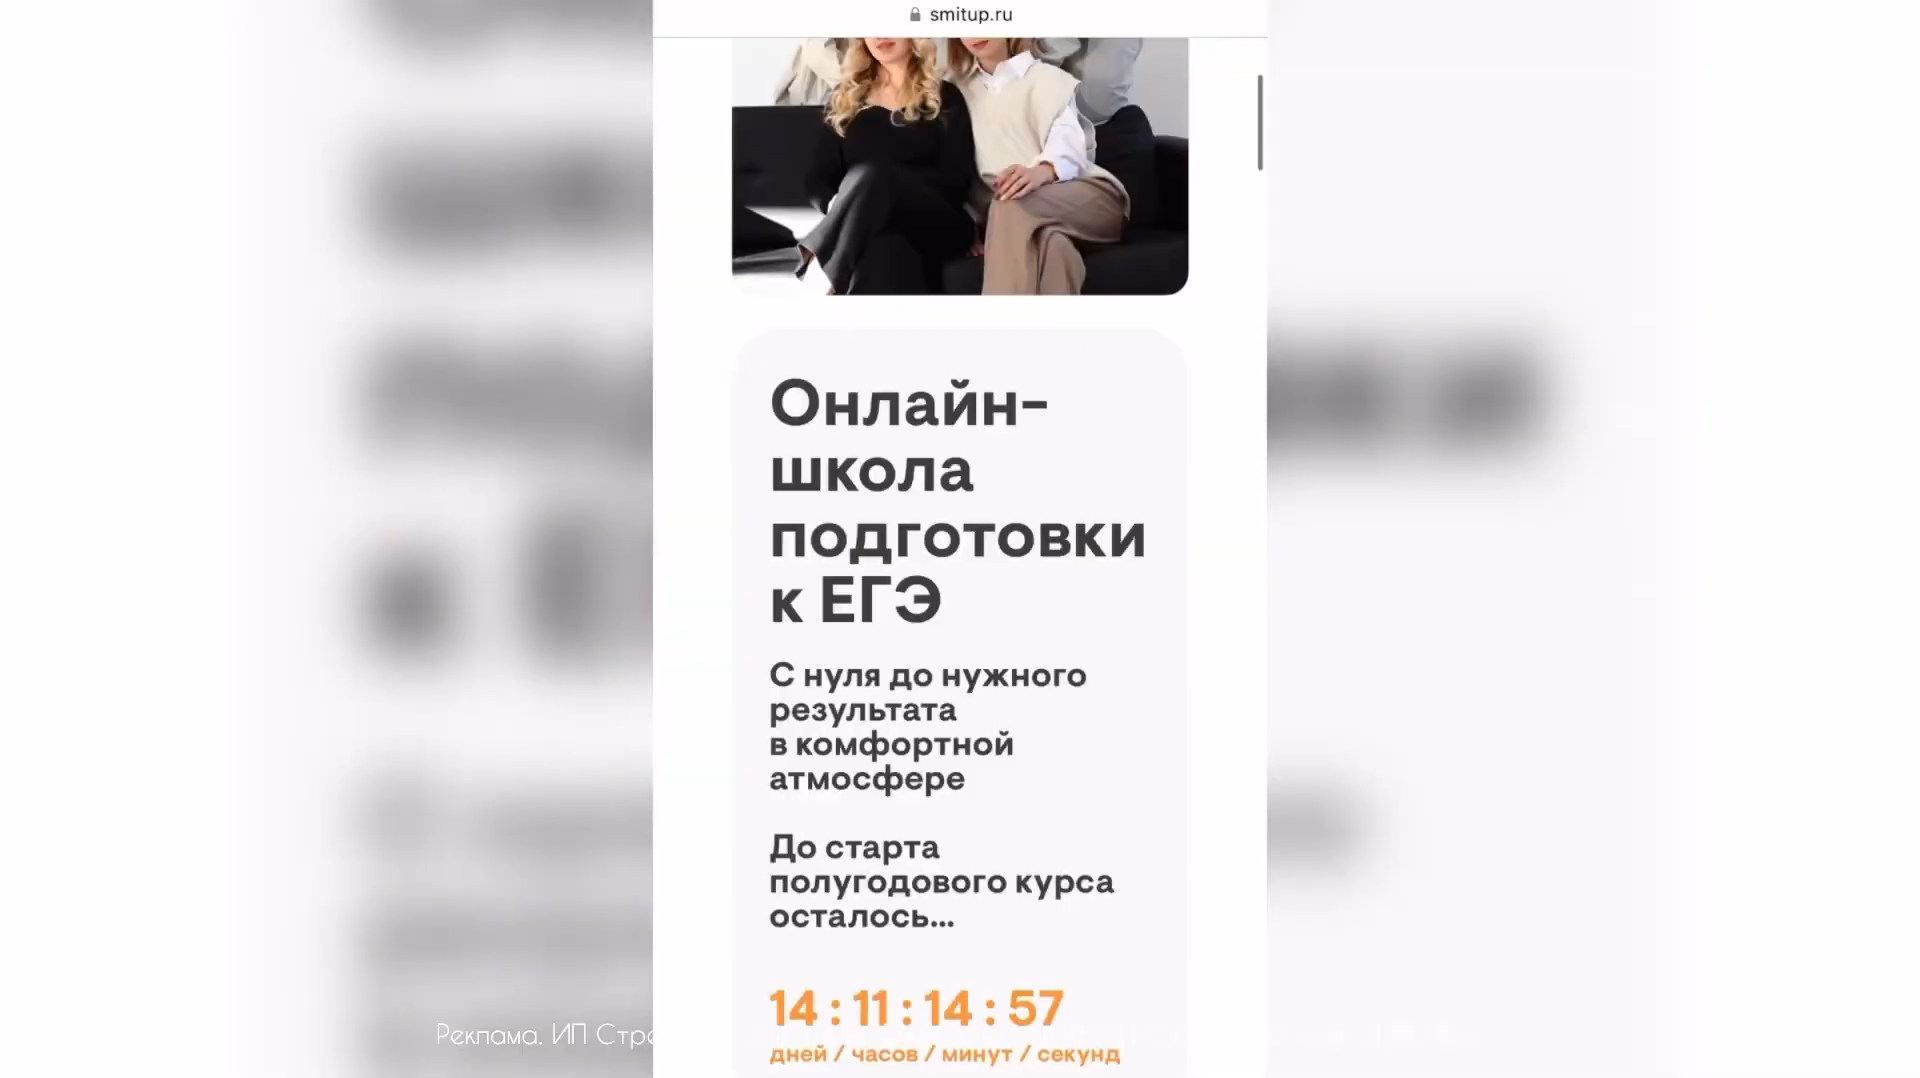 smitup.ru
Онлайн-
школа
подготовки
к ЕГЭ
С нуля до нужного
результата
в комфортной
атмосфере
До старта
полугодового курса
осталось...
14 : 11 : 14 : 57
дней / часов / минут / секунд
Реклама. ИП